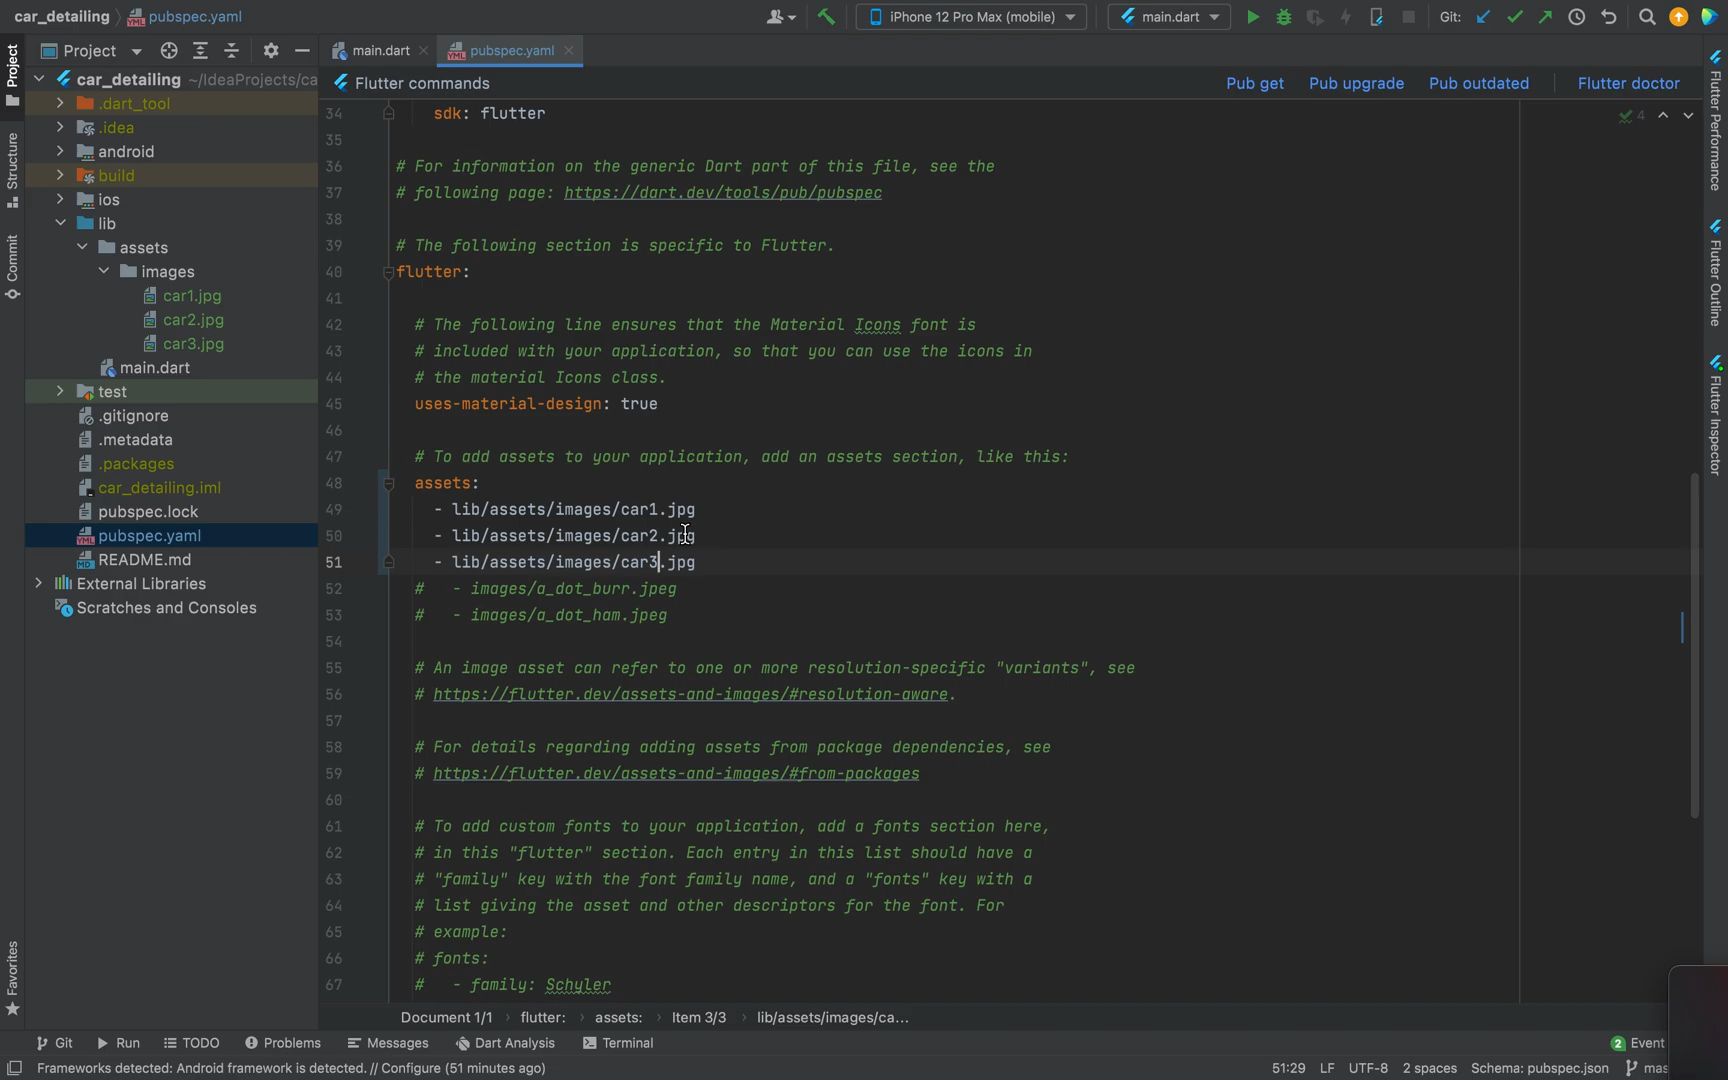 car_detailing
pubspec.yaml
iPhone 12 Pro Max (mobile)
main.dart
Git:
Project
main.dart
pubspec.yaml
Flutter commands
Pub get
Pub upgrade
Pub outdated
Flutter doctor
Project
Structure
Commit
Favorites
car_detailing ~/IdeaProjects/ca
.dart_tool
.idea
android
build
ios
lib
assets
images
car1.jpg
car2.jpg
car3.jpg
main.dart
test
.gitignore
.metadata
.packages
car_detailing.iml
pubspec.lock
pubspec.yaml
README.md
External Libraries
Scratches and Consoles
34 sdk: flutter
35
36 # For information on the generic Dart part of this file, see the
37 # following page: https://dart.dev/tools/pub/pubspec
38
39 # The following section is specific to Flutter.
40 flutter:
41
42 # The following line ensures that the Material Icons font is
43 # included with your application, so that you can use the icons in
44 # the material Icons class.
45 uses-material-design: true
46
47 # To add assets to your application, add an assets section, like this:
48 assets:
49 - lib/assets/images/car1.jpg
50 - lib/assets/images/car2.jpg
51 - lib/assets/images/car3.jpg
52 #   - images/a_dot_burr.jpeg
53 #   - images/a_dot_ham.jpeg
54
55 # An image asset can refer to one or more resolution-specific "variants", see
56 # https://flutter.dev/assets-and-images/#resolution-aware.
57
58 # For details regarding adding assets from package dependencies, see
59 # https://flutter.dev/assets-and-images/#from-packages
60
61 # To add custom fonts to your application, add a fonts section here,
62 # in this "flutter" section. Each entry in this list should have a
63 # "family" key with the font family name, and a "fonts" key with a
64 # list giving the asset and other descriptors for the font. For
65 # example:
66 # fonts:
67 #   - family: Schyler
4
Flutter Performance
Flutter Outline
Flutter Inspector
Document 1/1 › flutter: › assets: › Item 3/3 › lib/assets/images/ca...
Git
Run
TODO
Problems
Messages
Dart Analysis
Terminal
2 Event
Frameworks detected: Android framework is detected. // Configure (51 minutes ago)
51:29 LF UTF-8 2 spaces Schema: pubspec.json mas